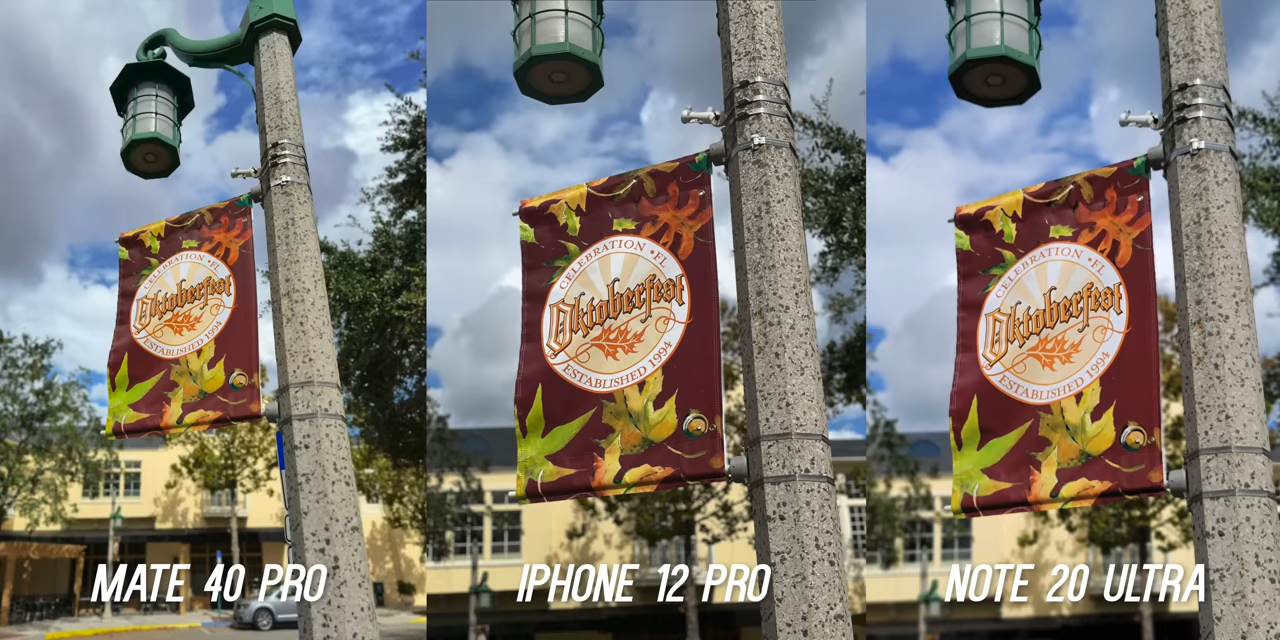 CELEBRATION • FL
Oktoberfest
ESTABLISHED 1994
MATE 40 PRO
CELEBRATION • FL
Oktoberfest
ESTABLISHED 1994
IPHONE 12 PRO
CELEBRATION • FL
Oktoberfest
ESTABLISHED 1994
NOTE 20 ULTRA